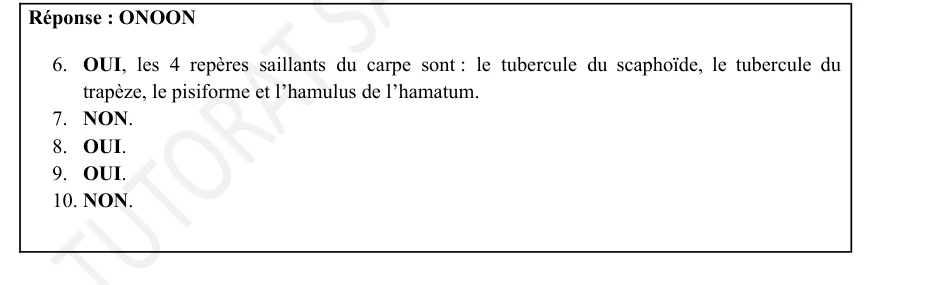 Réponse : ONOON
6. OUI, les 4 repères saillants du carpe sont : le tubercule du scaphoïde, le tubercule du
trapèze, le pisiforme et l'hamulus de l'hamatum.
7. NON.
8. OUI.
9. OUI.
10. NON.
TUTORAT